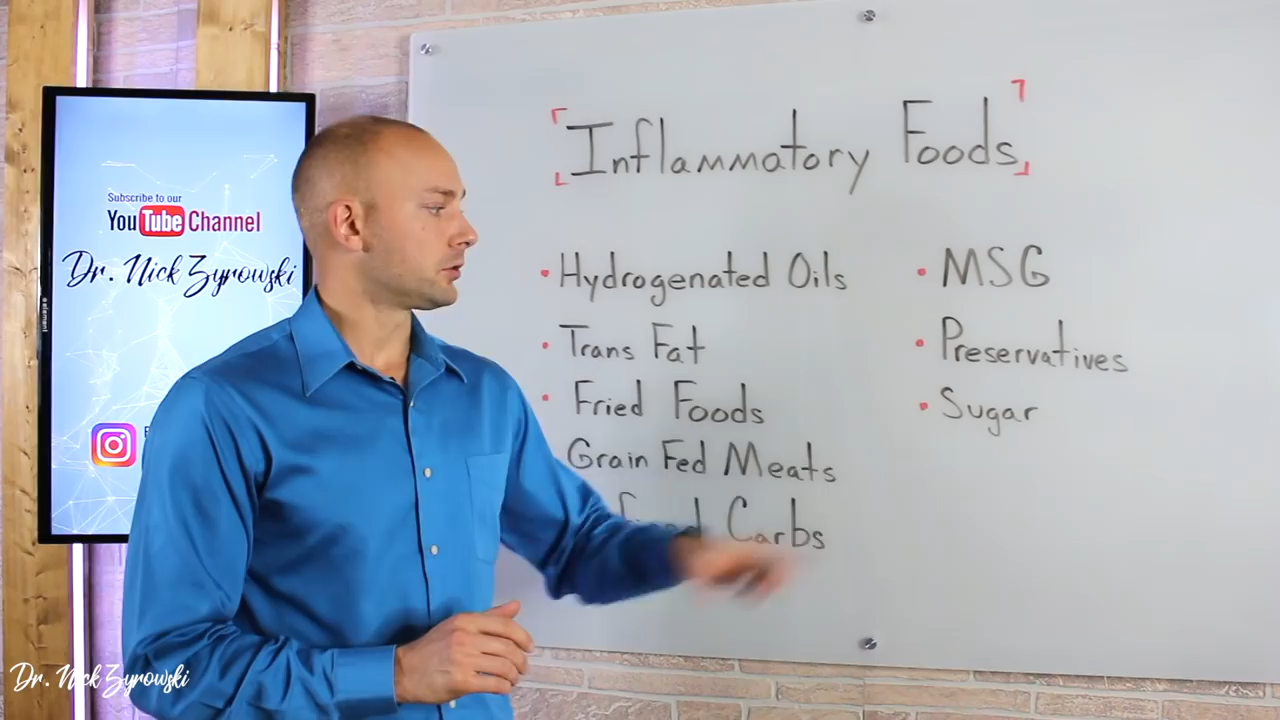 Subscribe to our
YouTube Channel
Dr. Nick Zyrowski
elamant
Inflammatory Foods
• Hydrogenated Oils
• Trans Fat
• Fried Foods
Grain Fed Meats
Carbs
• MSG
• Preservatives
• Sugar
Dr. Nick Zyrowski